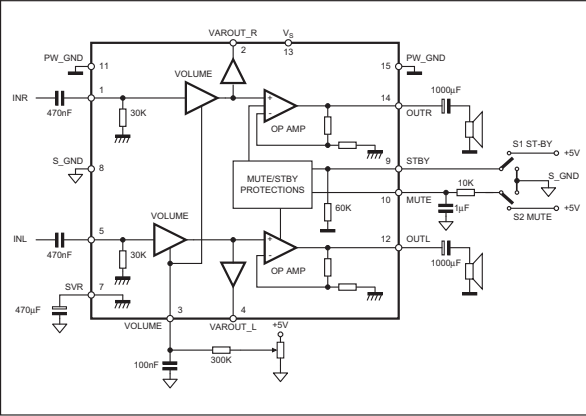 VAROUT_R
VS
2
13
PW_GND
11
PW_GND
15
VOLUME
INR
1
470nF
30K
+
-
OP AMP
14
OUTR
1000µF
S1 ST-BY
+5V
9
STBY
S_GND
8
MUTE/STBY
PROTECTIONS
S_GND
10K
10
MUTE
60K
1µF
+5V
S2 MUTE
VOLUME
INL
5
470nF
30K
+
-
OP AMP
12
OUTL
1000µF
SVR
7
470µF
3
VOLUME
4
VAROUT_L
+5V
300K
100nF